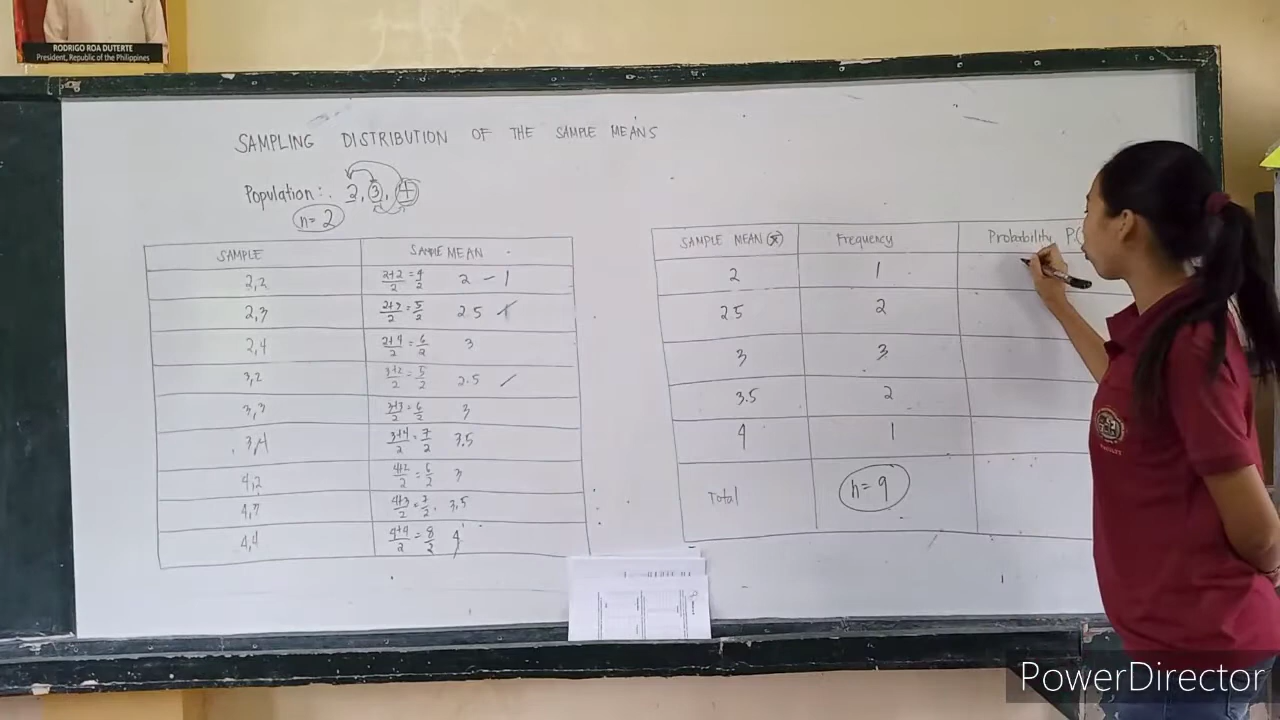 RODRIGO ROA DUTERTE
President, Republic of the Philippines
SAMPLING DISTRIBUTION OF THE SAMPLE MEANS
Population: 2, 3, 4
n = 2
SAMPLE SAMPLE MEAN
2,2 2+2/2 = 4/2 2 – 1
2,3 2+3/2 = 5/2 2.5
2,4 2+4/2 = 6/2 3
3,2 3+2/2 = 5/2 2.5
3,3 3+3/2 = 6/2 3
3,4 3+4/2 = 7/2 3.5
4,2 4+2/2 = 6/2 3
4,3 4+3/2 = 7/2 3.5
4,4 4+4/2 = 8/2 4
SAMPLE MEAN (x̄) Frequency Probability P(
2 1
2.5 2
3 3
3.5 2
4 1
Total n = 9
PowerDirector